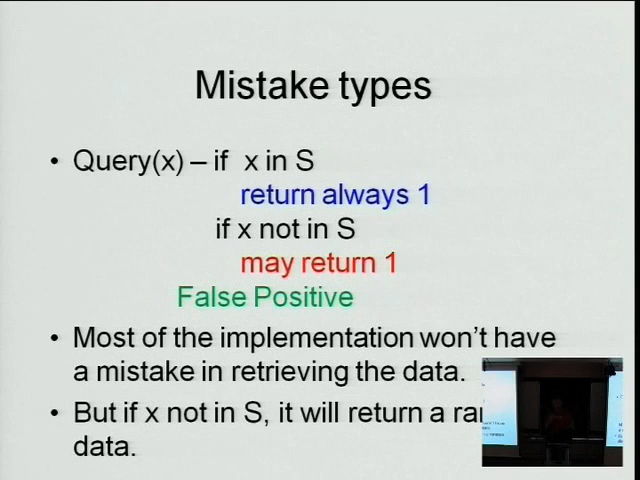 Mistake types
• Query(x) – if x in S
return always 1
if x not in S
may return 1
False Positive
• Most of the implementation won't have
a mistake in retrieving the data.
• But if x not in S, it will return a
data.